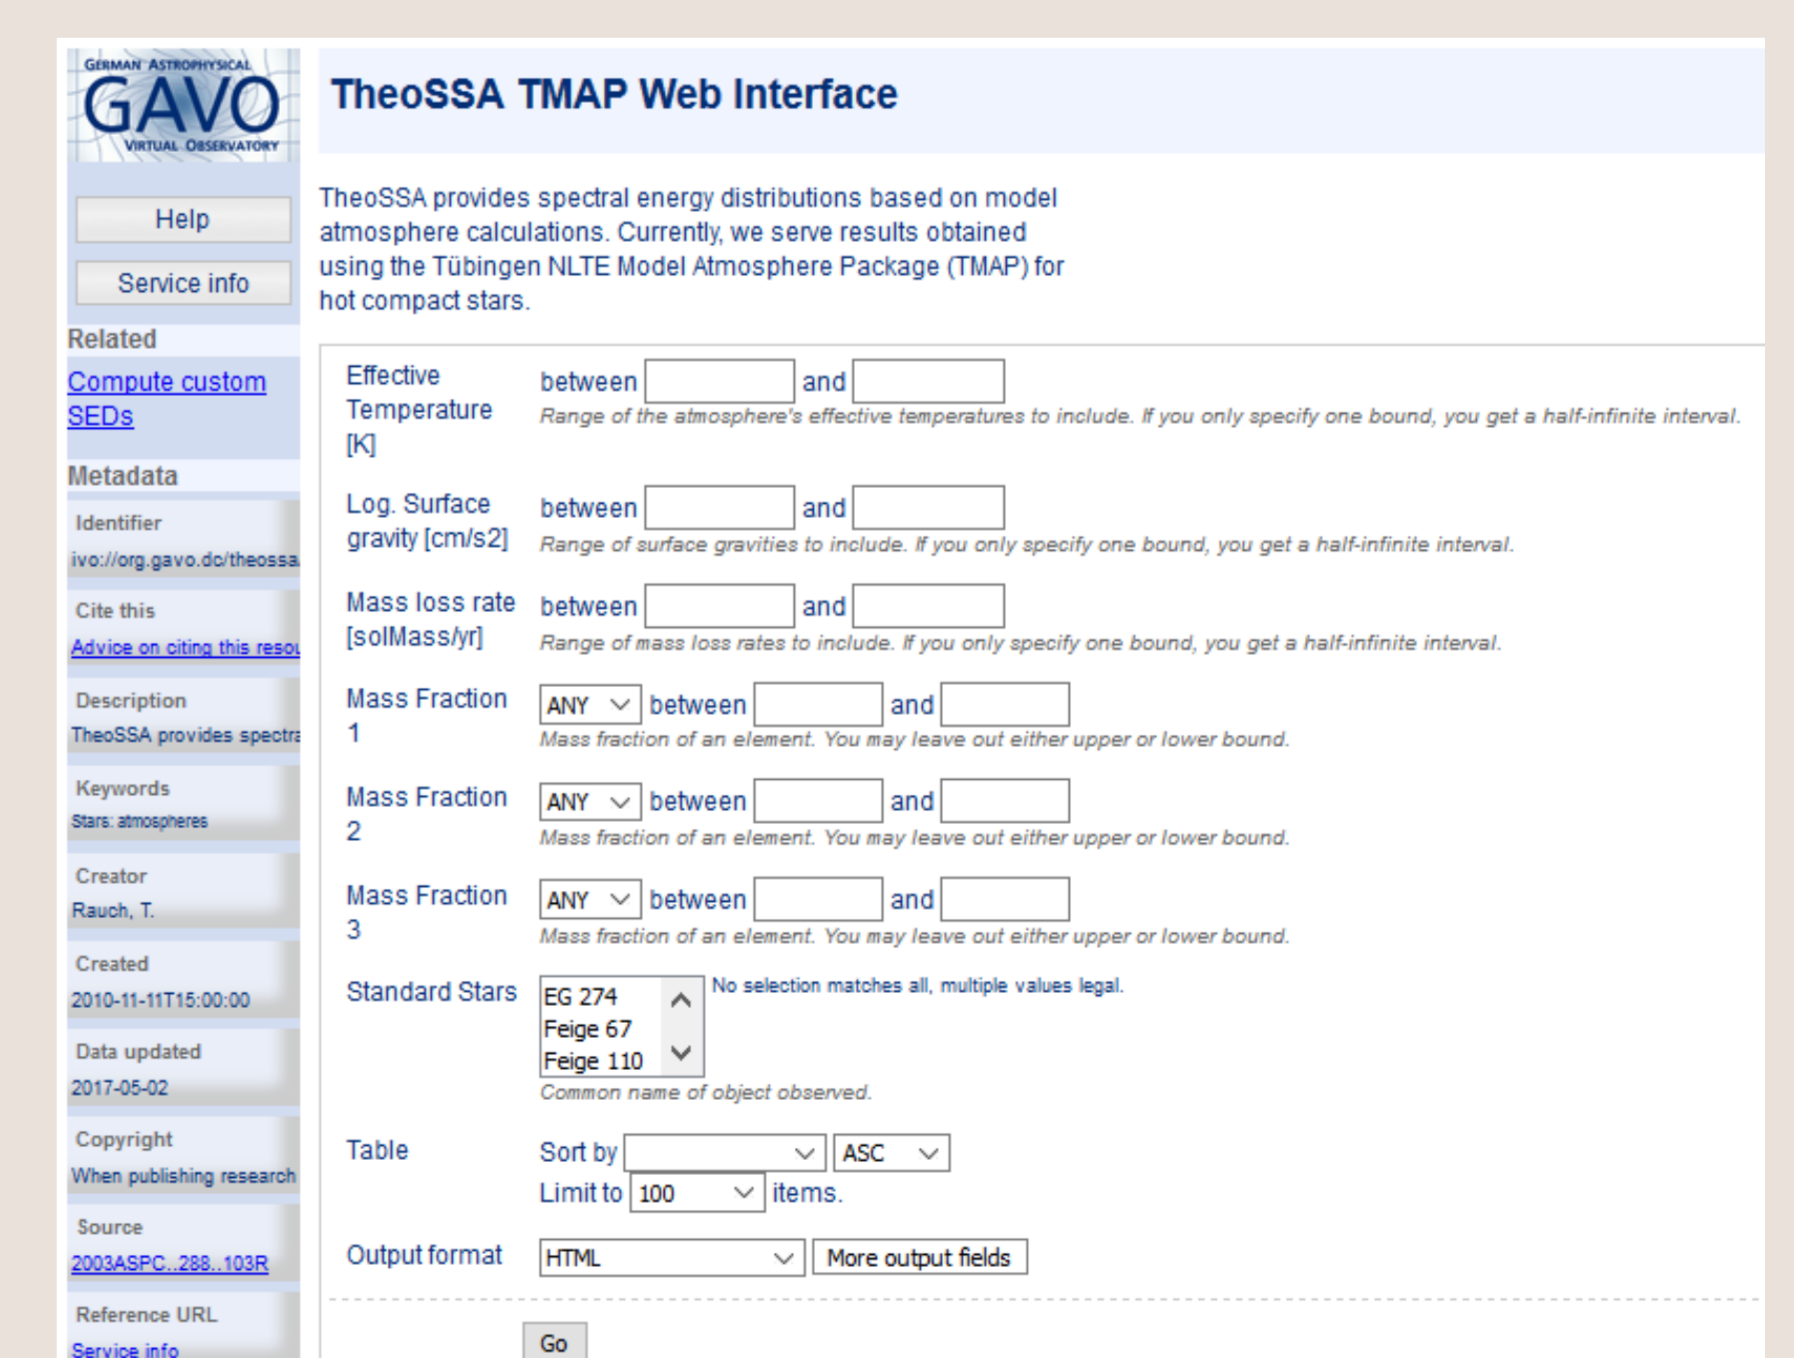 GERMAN ASTROPHYSICAL
GAVO
VIRTUAL OBSERVATORY
Help
Service info
Related
Compute custom
SEDs
Metadata
Identifier
ivo://org.gavo.dc/theossa
Cite this
Advice on citing this resou
Description
TheoSSA provides spectra
Keywords
Stars: atmospheres
Creator
Rauch, T.
Created
2010-11-11T15:00:00
Data updated
2017-05-02
Copyright
When publishing research
Source
2003ASPC..288..103R
Reference URL
Service info
TheoSSA TMAP Web Interface
TheoSSA provides spectral energy distributions based on model
atmosphere calculations. Currently, we serve results obtained
using the Tübingen NLTE Model Atmosphere Package (TMAP) for
hot compact stars.
Effective
Temperature
[K]
between and
Range of the atmosphere's effective temperatures to include. If you only specify one bound, you get a half-infinite interval.
Log. Surface
gravity [cm/s2]
between and
Range of surface gravities to include. If you only specify one bound, you get a half-infinite interval.
Mass loss rate
[solMass/yr]
between and
Range of mass loss rates to include. If you only specify one bound, you get a half-infinite interval.
Mass Fraction
1
ANY between and
Mass fraction of an element. You may leave out either upper or lower bound.
Mass Fraction
2
ANY between and
Mass fraction of an element. You may leave out either upper or lower bound.
Mass Fraction
3
ANY between and
Mass fraction of an element. You may leave out either upper or lower bound.
Standard Stars
EG 274
Feige 67
Feige 110
No selection matches all, multiple values legal.
Common name of object observed.
Table
Sort by ASC
Limit to 100 items.
Output format
HTML More output fields
Go